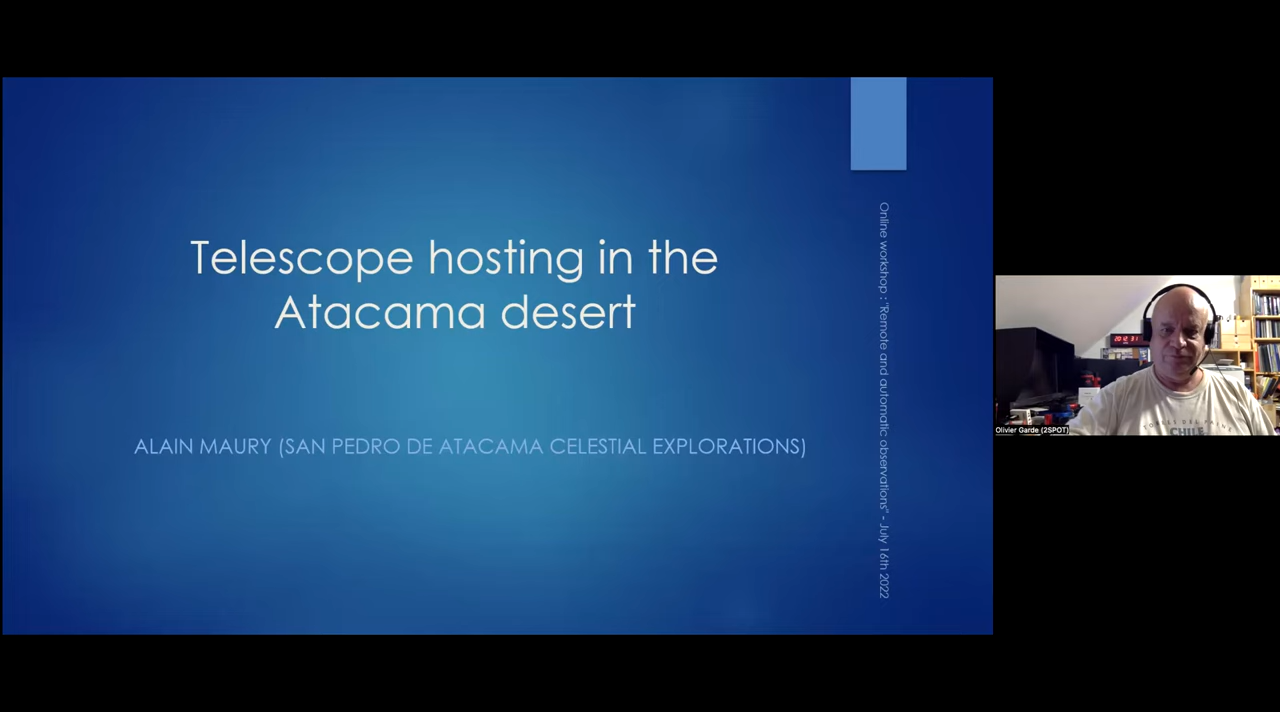 Telescope hosting in the
Atacama desert
ALAIN MAURY (SAN PEDRO DE ATACAMA CELESTIAL EXPLORATIONS)
Online workshop : "Remote and automatic observations" - July 16th 2022
Olivier Garde (2SPOT)
CHILE